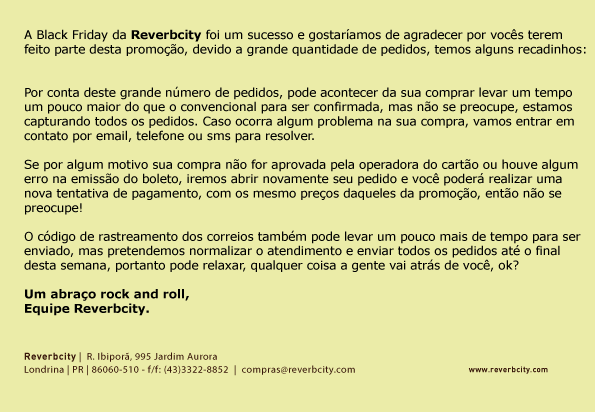 A Black Friday da Reverbcity foi um sucesso e gostaríamos de agradecer por vocês terem
feito parte desta promoção, devido a grande quantidade de pedidos, temos alguns recadinhos:
Por conta deste grande número de pedidos, pode acontecer da sua comprar levar um tempo
um pouco maior do que o convencional para ser confirmada, mas não se preocupe, estamos
capturando todos os pedidos. Caso ocorra algum problema na sua compra, vamos entrar em
contato por email, telefone ou sms para resolver.
Se por algum motivo sua compra não for aprovada pela operadora do cartão ou houve algum
erro na emissão do boleto, iremos abrir novamente seu pedido e você poderá realizar uma
nova tentativa de pagamento, com os mesmo preços daqueles da promoção, então não se
preocupe!
O código de rastreamento dos correios também pode levar um pouco mais de tempo para ser
enviado, mas pretendemos normalizar o atendimento e enviar todos os pedidos até o final
desta semana, portanto pode relaxar, qualquer coisa a gente vai atrás de você, ok?
Um abraço rock and roll,
Equipe Reverbcity.
Reverbcity | R. Ibiporã, 995 Jardim Aurora
Londrina | PR | 86060-510 - f/f: (43)3322-8852 | compras@reverbcity.com
www.reverbcity.com